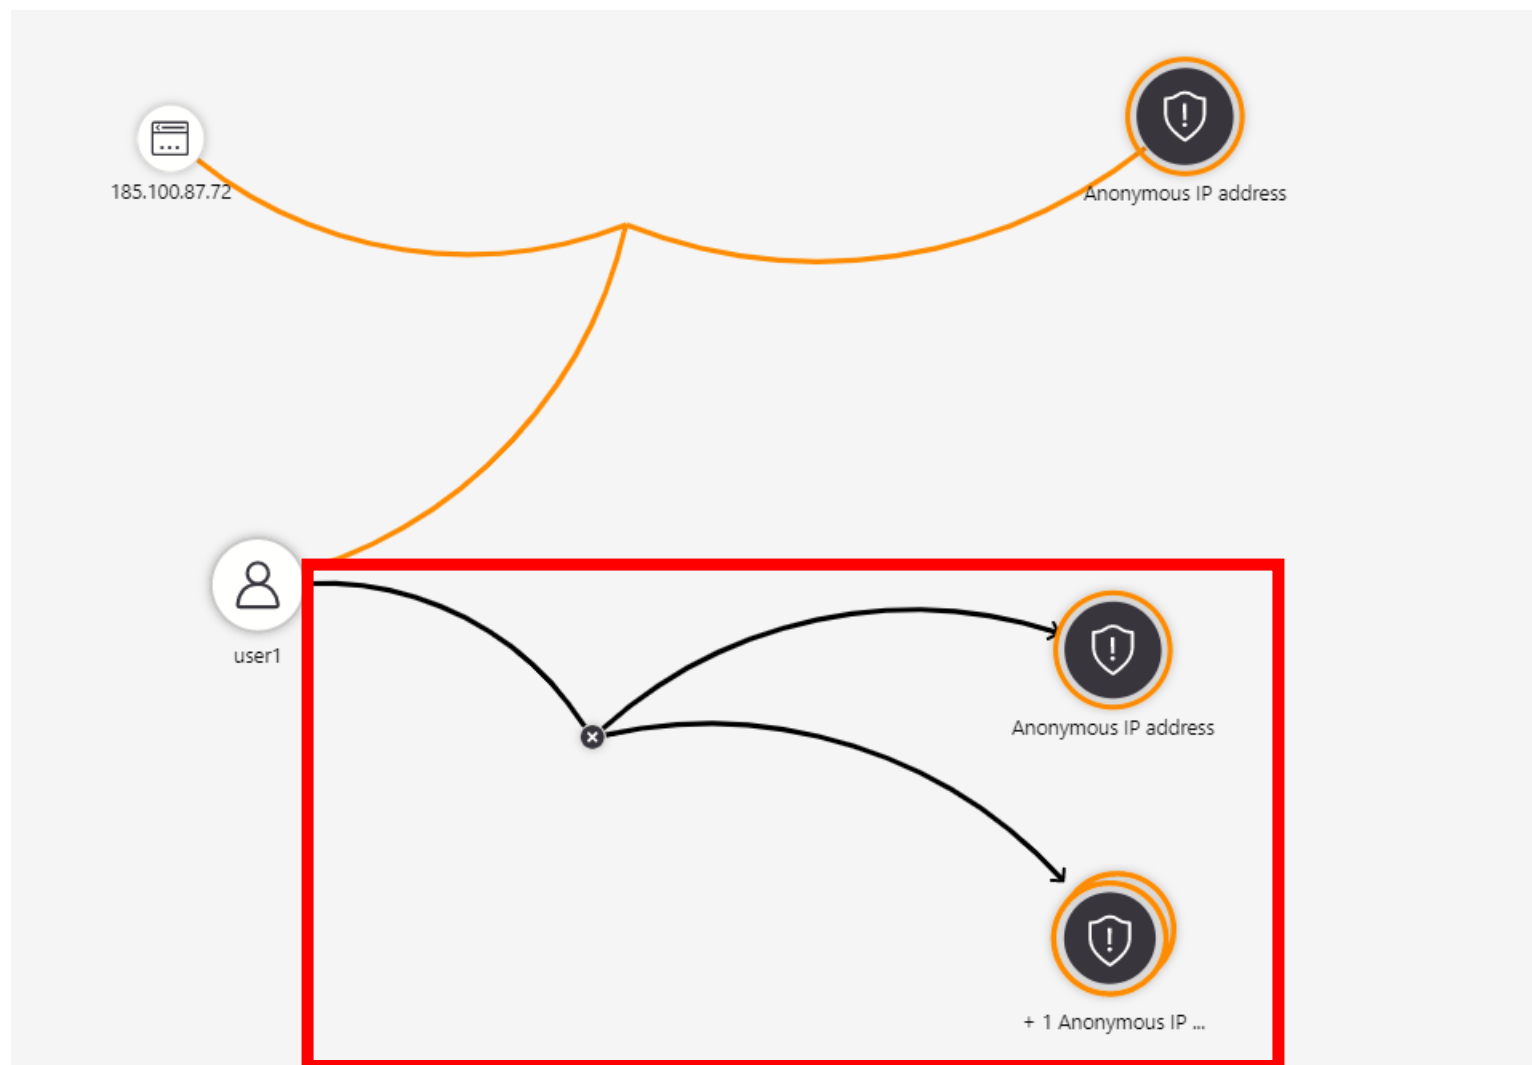 185.100.87.72
Anonymous IP address
user1
Anonymous IP address
+ 1 Anonymous IP ...